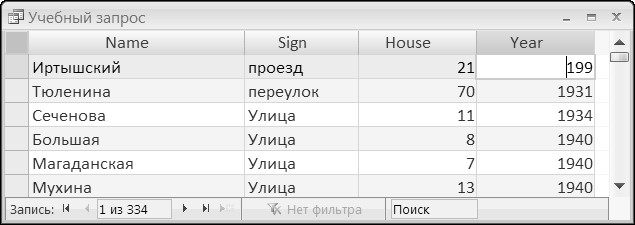 Учебный запрос
Name Sign House Year
Иртышский проезд 21 199
Тюленина переулок 70 1931
Сеченова Улица 11 1934
Большая Улица 8 1940
Магаданская Улица 7 1940
Мухина Улица 13 1940
Запись: 1 из 334 Нет фильтра Поиск